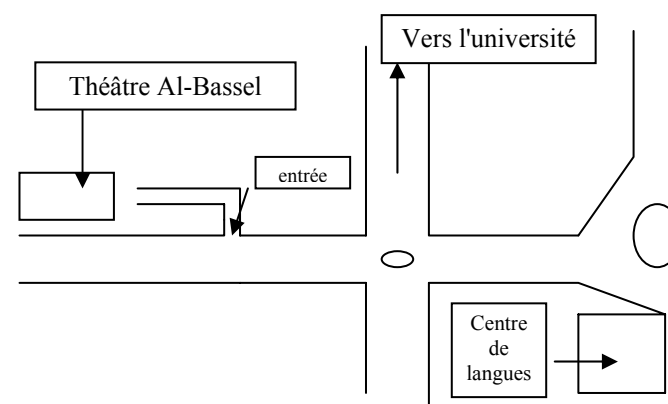 Vers l'université
Théâtre Al-Bassel
entrée
Centre
de
langues